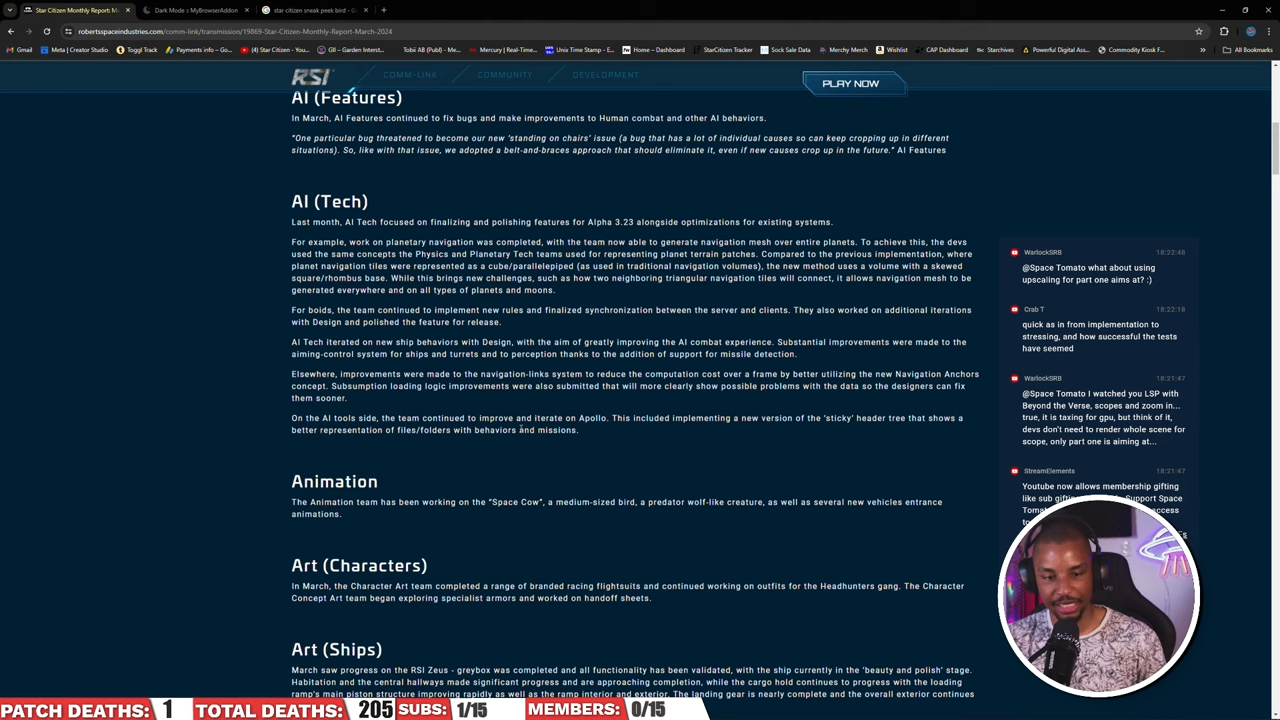 Star Citizen Monthly Report: M
Dark Mode :: MyBrowserAddon
star citizen sneak peek bird - G
robertsspaceindustries.com/comm-link/transmission/19869-Star-Citizen-Monthly-Report-March-2024
Gmail
Meta | Creator Studio
Toggl Track
Payments info – Go...
Star Citizen - Yout...
GII – Garden Interst...
Tobii AB (Publ) - Me...
Mercury | Real-Time...
Unix Time Stamp - E...
Home – Dashboard
StarCitizen Tracker
Sock Sale Data
Merchy Merch
Wishlist
CAP Dashboard
Starchives
Powerful Digital Ass...
Commodity Kiosk F...
All Bookmarks
RSI
COMM-LINK
COMMUNITY
DEVELOPMENT
PLAY NOW
AI (Features)
In March, AI Features continued to fix bugs and make improvements to Human combat and other AI behaviors.
“One particular bug threatened to become our new ‘standing on chairs’ issue (a bug that has a lot of individual causes so can keep cropping up in different
situations). So, like with that issue, we adopted a belt-and-braces approach that should eliminate it, even if new causes crop up in the future.” AI Features
AI (Tech)
Last month, AI Tech focused on finalizing and polishing features for Alpha 3.23 alongside optimizations for existing systems.
For example, work on planetary navigation was completed, with the team now able to generate navigation mesh over entire planets. To achieve this, the devs
used the same concepts the Physics and Planetary Tech teams used for representing planet terrain patches. Compared to the previous implementation, where
planet navigation tiles were represented as a cube/parallelepiped (as used in traditional navigation volumes), the new method uses a volume with a skewed
square/rhombus base. While this brings new challenges, such as how two neighboring triangular navigation tiles will connect, it allows navigation mesh to be
generated everywhere and on all types of planets and moons.
For boids, the team continued to implement new rules and finalized synchronization between the server and clients. They also worked on additional iterations
with Design and polished the feature for release.
AI Tech iterated on new ship behaviors with Design, with the aim of greatly improving the AI combat experience. Substantial improvements were made to the
aiming-control system for ships and turrets and to perception thanks to the addition of support for missile detection.
Elsewhere, improvements were made to the navigation-links system to reduce the computation cost over a frame by better utilizing the new Navigation Anchors
concept. Subsumption loading logic improvements were also submitted that will more clearly show possible problems with the data so the designers can fix
them sooner.
On the AI tools side, the team continued to improve and iterate on Apollo. This included implementing a new version of the ‘sticky’ header tree that shows a
better representation of files/folders with behaviors and missions.
Animation
The Animation team has been working on the “Space Cow”, a medium-sized bird, a predator wolf-like creature, as well as several new vehicles entrance
animations.
Art (Characters)
In March, the Character Art team completed a range of branded racing flightsuits and continued working on outfits for the Headhunters gang. The Character
Concept Art team began exploring specialist armors and worked on handoff sheets.
Art (Ships)
March saw progress on the RSI Zeus - greybox was completed and all functionality has been validated, with the ship currently in the ‘beauty and polish’ stage.
Habitation and the central hallways made significant progress and are approaching completion, while the cargo hold continues to progress with the loading
ramp's main piston structure improving rapidly as well as the ramp interior and exterior. The landing gear is nearly complete and the overall exterior continues
WarlockSRB 18:22:48
@Space Tomato what about using
upscaling for part one aims at? :)
Crab T 18:22:18
quick as in from implementation to
stressing, and how successful the tests
have seemed
WarlockSRB 18:21:47
@Space Tomato I watched you LSP with
Beyond the Verse, scopes and zoom in...
true, it is taxing for gpu, but think of it,
devs don't need to render whole scene for
scope, only part one is aiming at...
StreamElements 18:21:47
Youtube now allows membership gifting
like sub gifting
Support Space
Toma
access
to
PATCH DEATHS: 1
TOTAL DEATHS: 205
SUBS: 1/15
MEMBERS: 0/15